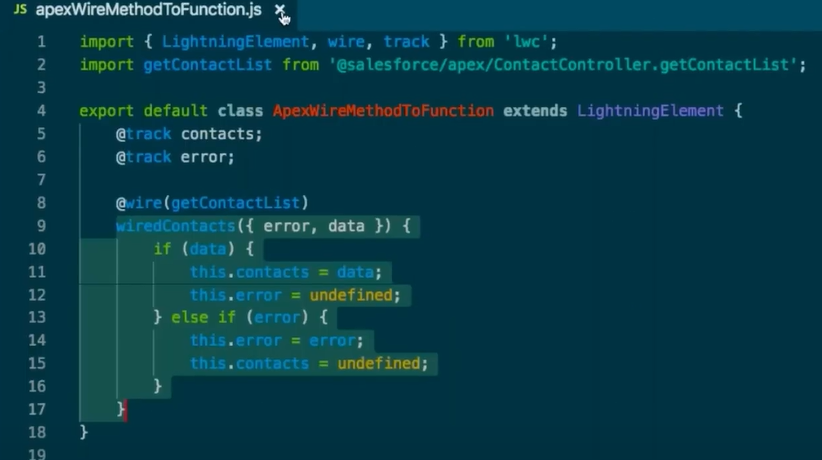 JS apexWireMethodToFunction.js ×
1 import { LightningElement, wire, track } from 'lwc';
2 import getContactList from '@salesforce/apex/ContactController.getContactList';
3
4 export default class ApexWireMethodToFunction extends LightningElement {
5 @track contacts;
6 @track error;
7
8 @wire(getContactList)
9 wiredContacts({ error, data }) {
10 if (data) {
11 this.contacts = data;
12 this.error = undefined;
13 } else if (error) {
14 this.error = error;
15 this.contacts = undefined;
16 }
17 }
18 }
19